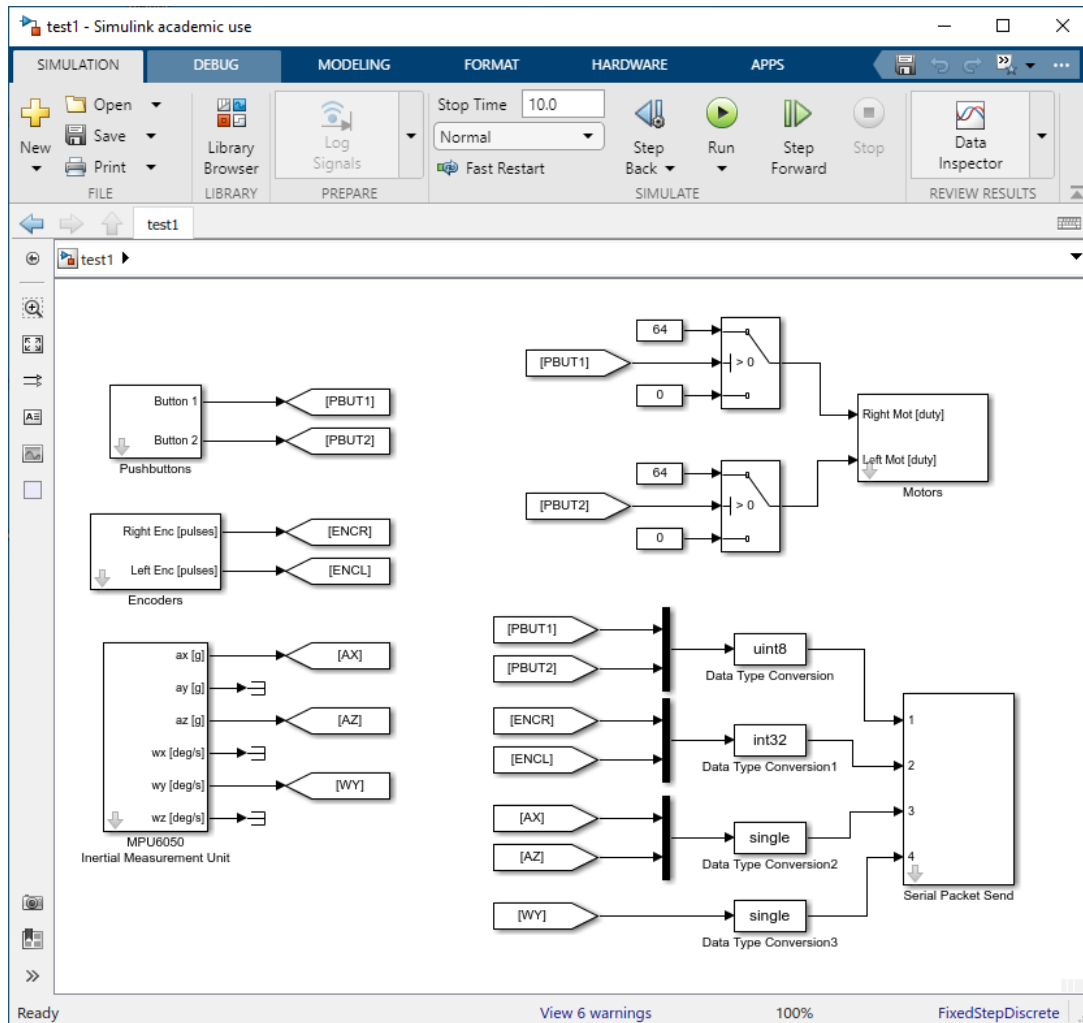 test1 - Simulink academic use
SIMULATION DEBUG MODELING FORMAT HARDWARE APPS
New
Open
Save
Print
FILE
Library
Browser
LIBRARY
Log
Signals
PREPARE
Stop Time 10.0
Normal
Fast Restart
Step
Back
Run
Step
Forward
Stop
SIMULATE
Data
Inspector
REVIEW RESULTS
test1
test1
Button 1
Button 2
Pushbuttons
[PBUT1]
[PBUT2]
Right Enc [pulses]
Left Enc [pulses]
Encoders
[ENCR]
[ENCL]
ax [g]
ay [g]
az [g]
wx [deg/s]
wy [deg/s]
wz [deg/s]
MPU6050
Inertial Measurement Unit
[AX]
[AZ]
[WY]
64
[PBUT1]
> 0
0
64
[PBUT2]
> 0
0
Right Mot [duty]
Left Mot [duty]
Motors
[PBUT1]
[PBUT2]
uint8
Data Type Conversion
[ENCR]
[ENCL]
int32
Data Type Conversion1
[AX]
[AZ]
single
Data Type Conversion2
[WY]
single
Data Type Conversion3
1
2
3
4
Serial Packet Send
Ready View 6 warnings 100% FixedStepDiscrete